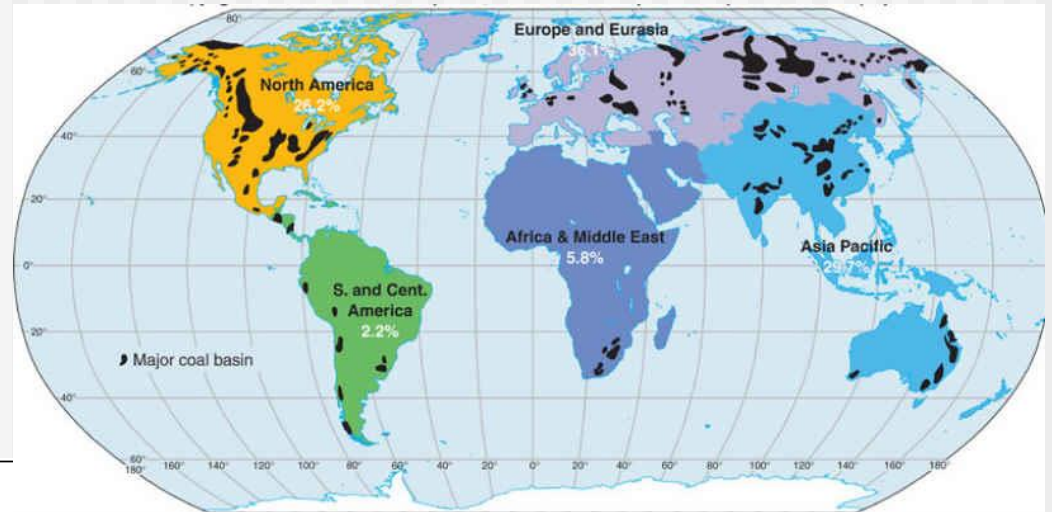 80°
Europe and Eurasia
36.1%
60°
North America
26.2%
40°
20°
Africa & Middle East
5.8%
Asia Pacific
29.7%
0°
S. and Cent.
America
2.2%
20°
Major coal basin
40°
60°
180° 160° 140° 120° 100° 80° 60° 40° 20° 0° 20° 40° 60° 80° 100° 120° 140° 160° 180°